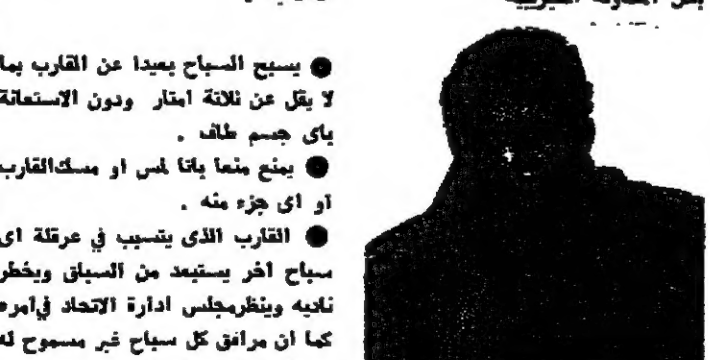 ● يسبح السباح بعيدا عن القارب بما
لا يقل عن ثلاثة امتار ودون الاستعانة
باى جسم طاف .
● يمنع منعا باتا لمس او مسك القارب
او اى جزء منه .
● القارب الذى يتسبب في عرقلة اى
سباح اخر يستبعد من السباق ويخطر
ناديه وينظر مجلس ادارة الاتحاد في أمره
كما ان مرافق كل سباح غير مسموح له